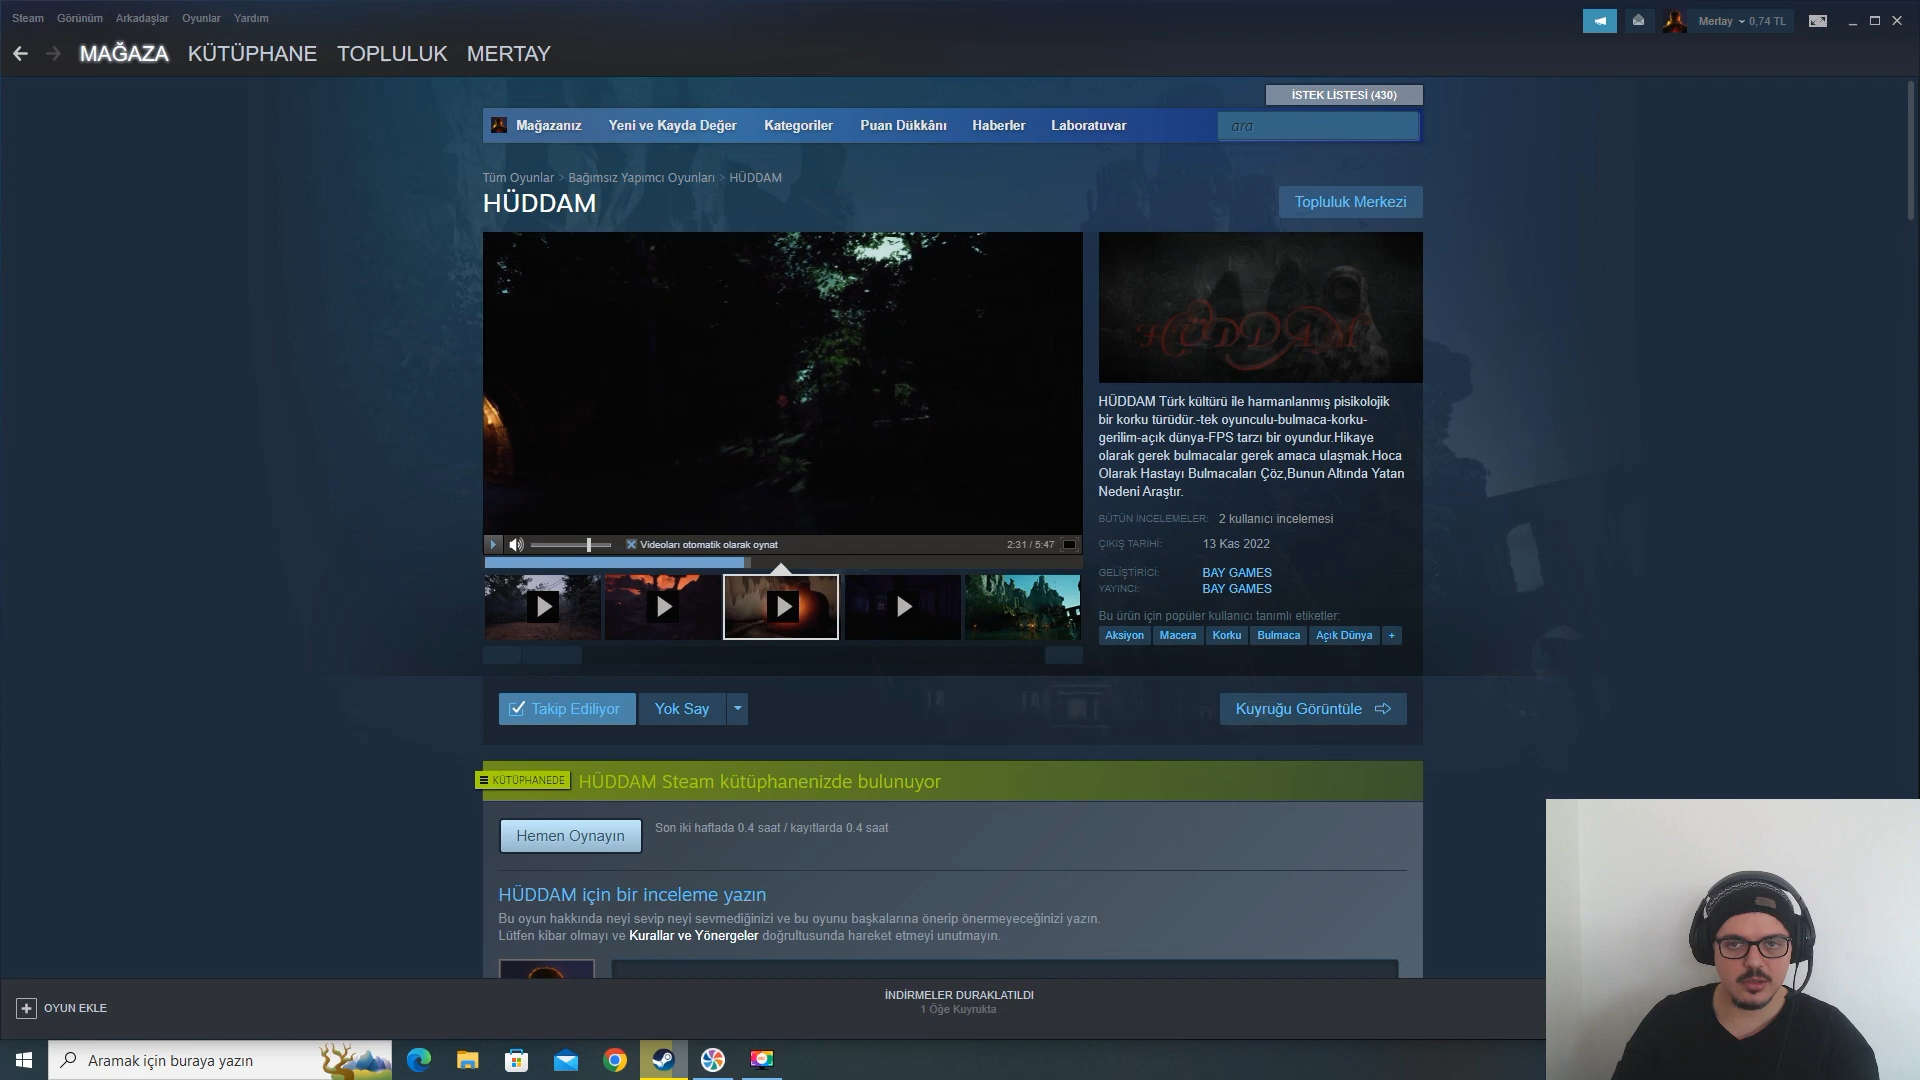 Steam Görünüm Arkadaşlar Oyunlar Yardım
Mertay 0,74 TL
MAĞAZA KÜTÜPHANE TOPLULUK MERTAY
İSTEK LİSTESİ (430)
Mağazanız Yeni ve Kayda Değer Kategoriler Puan Dükkânı Haberler Laboratuvar ara
Tüm Oyunlar > Bağımsız Yapımcı Oyunları > HÜDDAM
HÜDDAM
Topluluk Merkezi
HÜDDAM
HÜDDAM Türk kültürü ile harmanlanmış pisikolojik
bir korku türüdür.-tek oyunculu-bulmaca-korku-
gerilim-açık dünya-FPS tarzı bir oyundur.Hikaye
olarak gerek bulmacalar gerek amaca ulaşmak.Hoca
Olarak Hastayı Bulmacaları Çöz,Bunun Altında Yatan
Nedeni Araştır.
BÜTÜN İNCELEMELER: 2 kullanıcı incelemesi
ÇIKIŞ TARİHİ: 13 Kas 2022
GELİŞTİRİCİ: BAY GAMES
YAYINCI: BAY GAMES
Bu ürün için popüler kullanıcı tanımlı etiketler:
Aksiyon Macera Korku Bulmaca Açık Dünya +
Videoları otomatik olarak oynat 2:31 / 5:47
Takip Ediliyor Yok Say Kuyruğu Görüntüle
KÜTÜPHANEDE HÜDDAM Steam kütüphanenizde bulunuyor
Hemen Oynayın Son iki haftada 0.4 saat / kayıtlarda 0.4 saat
HÜDDAM için bir inceleme yazın
Bu oyun hakkında neyi sevip neyi sevmediğinizi ve bu oyunu başkalarına önerip önermeyeceğinizi yazın.
Lütfen kibar olmayı ve Kurallar ve Yönergeler doğrultusunda hareket etmeyi unutmayın.
OYUN EKLE
İNDİRMELER DURAKLATILDI
1 Öğe Kuyrukta
Aramak için buraya yazın